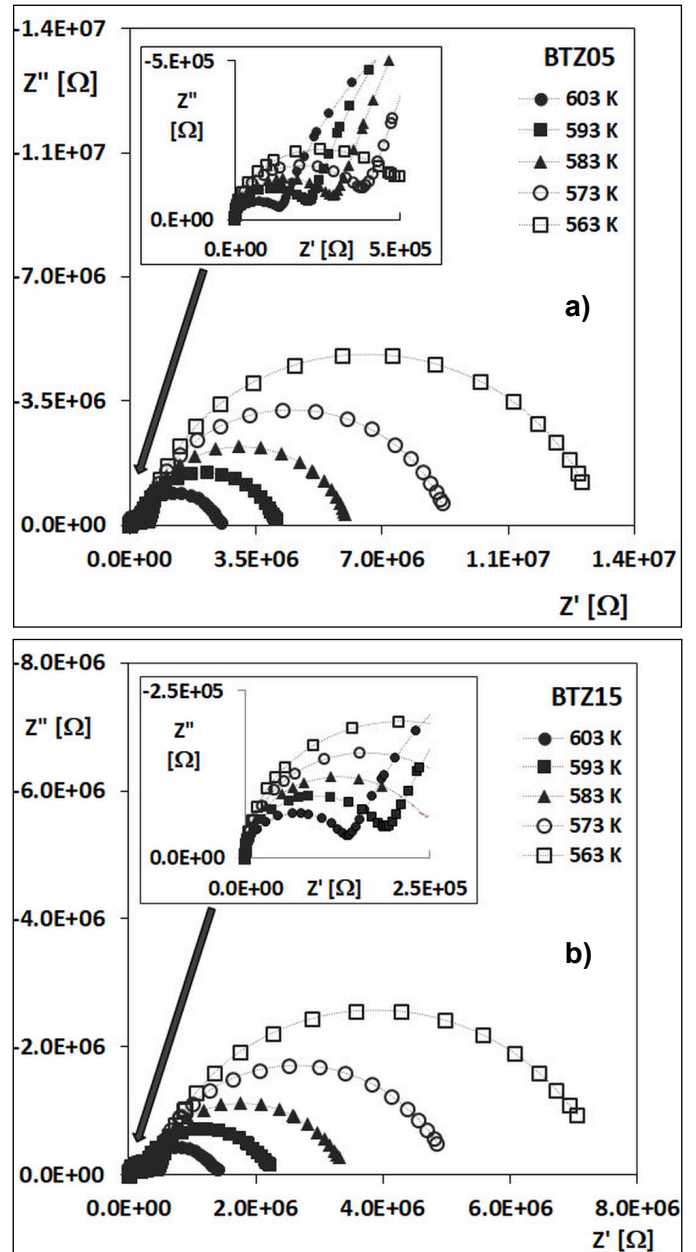 -1.4E+07
Z'' [Ω]
-1.1E+07
-7.0E+06
-3.5E+06
0.0E+00
0.0E+00 3.5E+06 7.0E+06 1.1E+07 1.4E+07
Z' [Ω]
-5.E+05
Z''
[Ω]
0.E+00
0.E+00 Z' [Ω] 5.E+05
BTZ05
603 K
593 K
583 K
573 K
563 K
a)
-8.0E+06
Z'' [Ω]
-6.0E+06
-4.0E+06
-2.0E+06
0.0E+00
0.0E+00 2.0E+06 4.0E+06 6.0E+06 8.0E+06
Z' [Ω]
-2.5E+05
Z''
[Ω]
0.0E+00
0.0E+00 Z' [Ω] 2.5E+05
BTZ15
603 K
593 K
583 K
573 K
563 K
b)